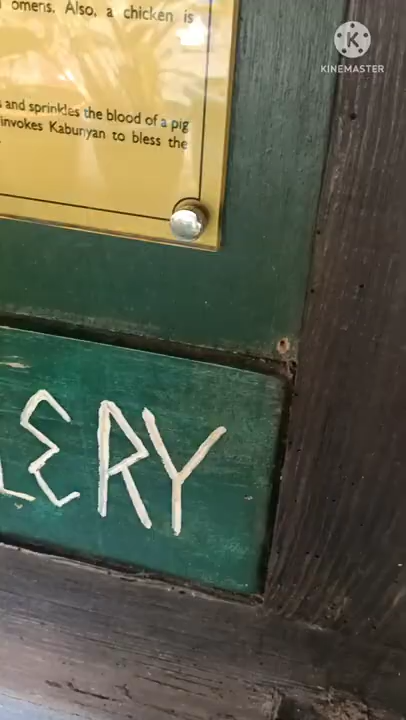 omens. Also, a chicken is
and sprinkles the blood of a pig
invokes Kabunyan to bless the
LERY
KINEMASTER